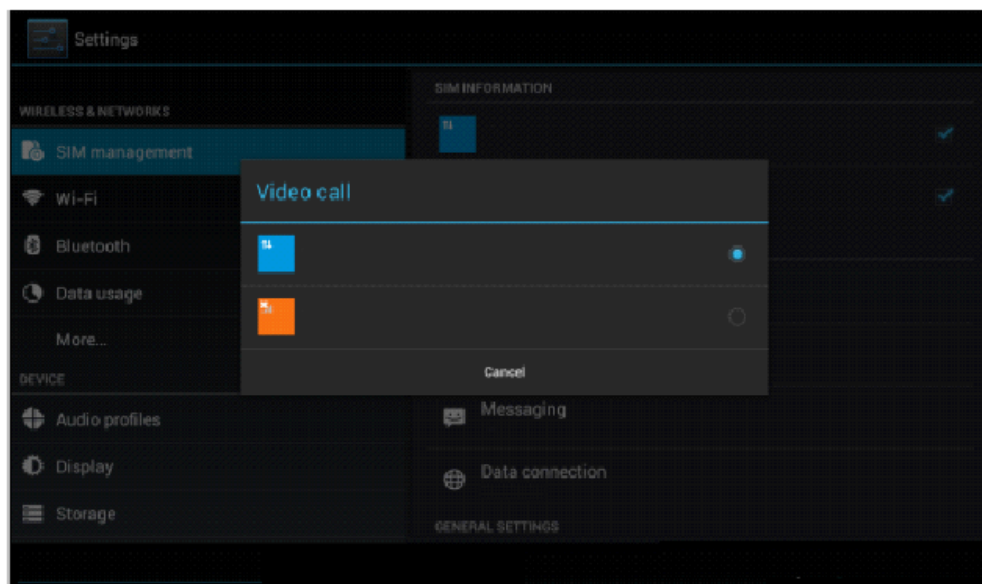 Settings
WIRELESS & NETWORKS
SIM management
Wi-Fi
Bluetooth
Data usage
More...
DEVICE
Audio profiles
Display
Storage
SIM INFORMATION
Video call
Cancel
Messaging
Data connection
GENERAL SETTINGS